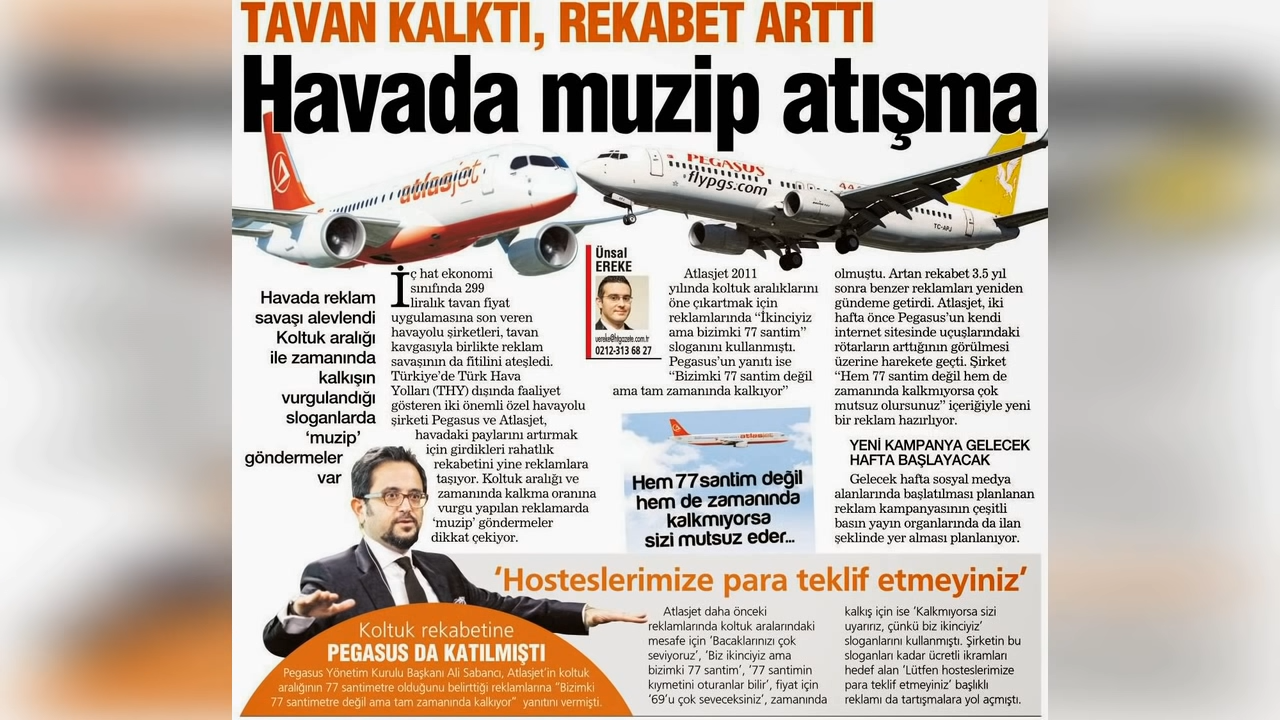 TAVAN KALKTI, REKABET ARTTI
Havada muzip atışma
atlasjet
PEGASUS
flypgs.com
TC-APJ
Havada reklam
savaşı alevlendi
Koltuk aralığı
ile zamanında
kalkışın
vurgulandığı
sloganlarda
‘muzip’
göndermeler
var
İç hat ekonomi
sınıfında 299
liralık tavan fiyat
uygulamasına son veren
havayolu şirketleri, tavan
kavgasıyla birlikte reklam
savaşının da fitilini ateşledi.
Türkiye’de Türk Hava
Yolları (THY) dışında faaliyet
gösteren iki önemli özel havayolu
şirketi Pegasus ve Atlasjet,
havadaki paylarını artırmak
için girdikleri rahatlık
rekabetini yine reklamlara
taşıyor. Koltuk aralığı ve
zamanında kalkma oranına
vurgu yapılan reklamarda
‘muzip’ göndermeler
dikkat çekiyor.
Ünsal
EREKE
uereke@htgazete.com.tr
0212-313 68 27
Atlasjet 2011
yılında koltuk aralıklarını
öne çıkartmak için
reklamlarında “İkinciyiz
ama bizimki 77 santim”
sloganını kullanmıştı.
Pegasus’un yanıtı ise
“Bizimki 77 santim değil
ama tam zamanında kalkıyor”
atlas
Hem 77 santim değil
hem de zamanında
kalkmıyorsa
sizi mutsuz eder...
olmuştu. Artan rekabet 3.5 yıl
sonra benzer reklamları yeniden
gündeme getirdi. Atlasjet, iki
hafta önce Pegasus’un kendi
internet sitesinde uçuşlarındaki
rötarların arttığının görülmesi
üzerine harekete geçti. Şirket
“Hem 77 santim değil hem de
zamanında kalkmıyorsa çok
mutsuz olursunuz” içeriğiyle yeni
bir reklam hazırlıyor.
YENİ KAMPANYA GELECEK
HAFTA BAŞLAYACAK
Gelecek hafta sosyal medya
alanlarında başlatılması planlanan
reklam kampanyasının çeşitli
basın yayın organlarında da ilan
şeklinde yer alması planlanıyor.
Koltuk rekabetine
PEGASUS DA KATILMIŞTI
Pegasus Yönetim Kurulu Başkanı Ali Sabancı, Atlasjet’in koltuk
aralığının 77 santimetre olduğunu belirttiği reklamlarına “Bizimki
77 santimetre değil ama tam zamanında kalkıyor” yanıtını vermişti.
‘Hosteslerimize para teklif etmeyiniz’
Atlasjet daha önceki
reklamlarında koltuk aralarındaki
mesafe için ‘Bacaklarınızı çok
seviyoruz’, ‘Biz ikinciyiz ama
bizimki 77 santim’, ‘77 santimin
kıymetini oturanlar bilir’, fiyat için
‘69’u çok seveceksiniz’, zamanında
kalkış için ise ‘Kalkmıyorsa sizi
uyarırız, çünkü biz ikinciyiz’
sloganlarını kullanmıştı. Şirketin bu
sloganları kadar ücretli ikramları
hedef alan ‘Lütfen hosteslerimize
para teklif etmeyiniz’ başlıklı
reklamı da tartışmalara yol açmıştı.